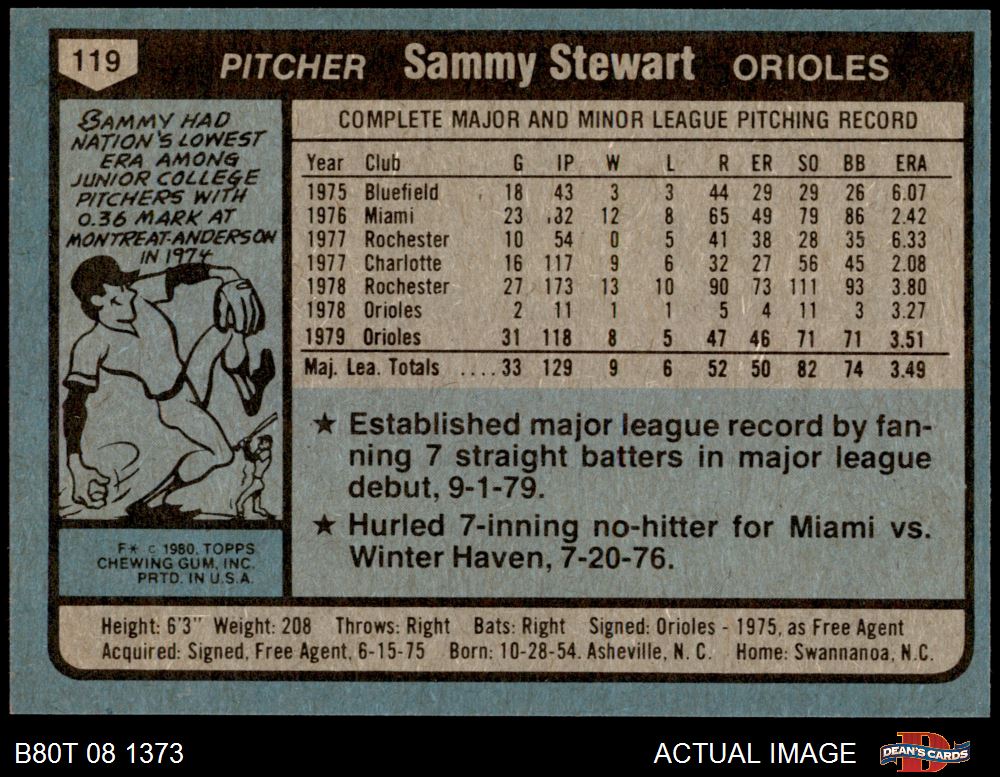 119 PITCHER Sammy Stewart ORIOLES
SAMMY HAD
NATION'S LOWEST
ERA AMONG
JUNIOR COLLEGE
PITCHERS WITH
0.36 MARK AT
MONTREAT-ANDERSON
IN 1974
COMPLETE MAJOR AND MINOR LEAGUE PITCHING RECORD
Year Club G IP W L R ER SO BB ERA
1975 Bluefield 18 43 3 3 44 29 29 26 6.07
1976 Miami 23 .32 12 8 65 49 79 86 2.42
1977 Rochester 10 54 0 5 41 38 28 35 6.33
1977 Charlotte 16 117 9 6 32 27 56 45 2.08
1978 Rochester 27 173 13 10 90 73 111 93 3.80
1978 Orioles 2 11 1 1 5 4 11 3 3.27
1979 Orioles 31 118 8 5 47 46 71 71 3.51
Maj. Lea. Totals ....33 129 9 6 52 50 82 74 3.49
★ Established major league record by fan-
ning 7 straight batters in major league
debut, 9-1-79.
★ Hurled 7-inning no-hitter for Miami vs.
Winter Haven, 7-20-76.
F* © 1980, TOPPS
CHEWING GUM, INC.
PRTD. IN U.S.A.
Height: 6'3" Weight: 208 Throws: Right Bats: Right Signed: Orioles - 1975, as Free Agent
Acquired: Signed, Free Agent, 6-15-75 Born: 10-28-54. Asheville, N. C. Home: Swannanoa, N.C.
B80T 08 1373 ACTUAL IMAGE DEAN'S CARDS